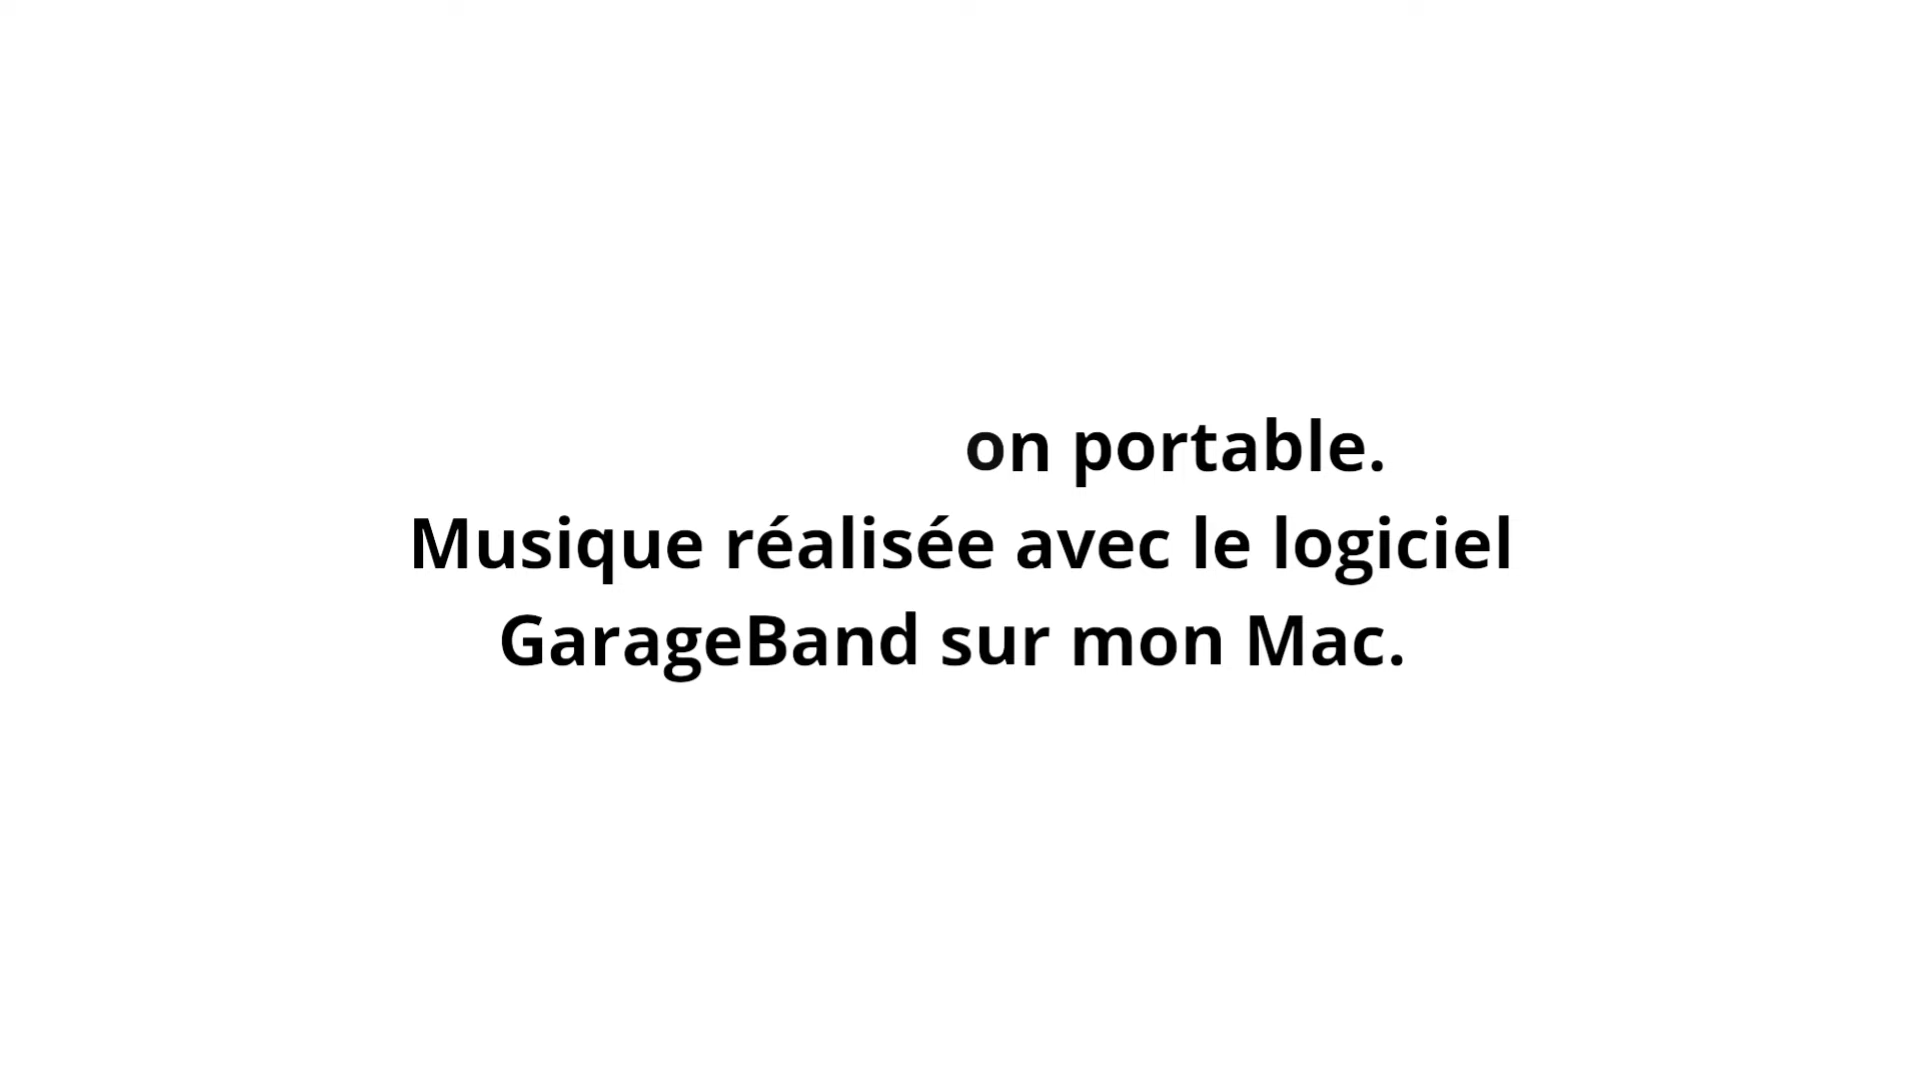 on portable.
Musique réalisée avec le logiciel
GarageBand sur mon Mac.